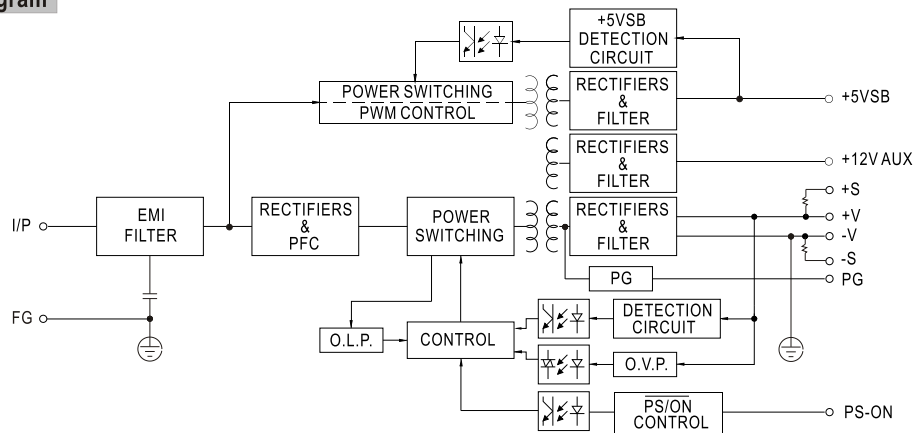 +5VSB
DETECTION
CIRCUIT
POWER SWITCHING
PWM CONTROL
RECTIFIERS
&
FILTER
+5VSB
RECTIFIERS
&
FILTER
+12V AUX
I/P
EMI
FILTER
RECTIFIERS
&
PFC
POWER
SWITCHING
RECTIFIERS
&
FILTER
+S
+V
-V
-S
PG
PG
FG
O.L.P.
CONTROL
DETECTION
CIRCUIT
O.V.P.
PS/ON
CONTROL
PS-ON